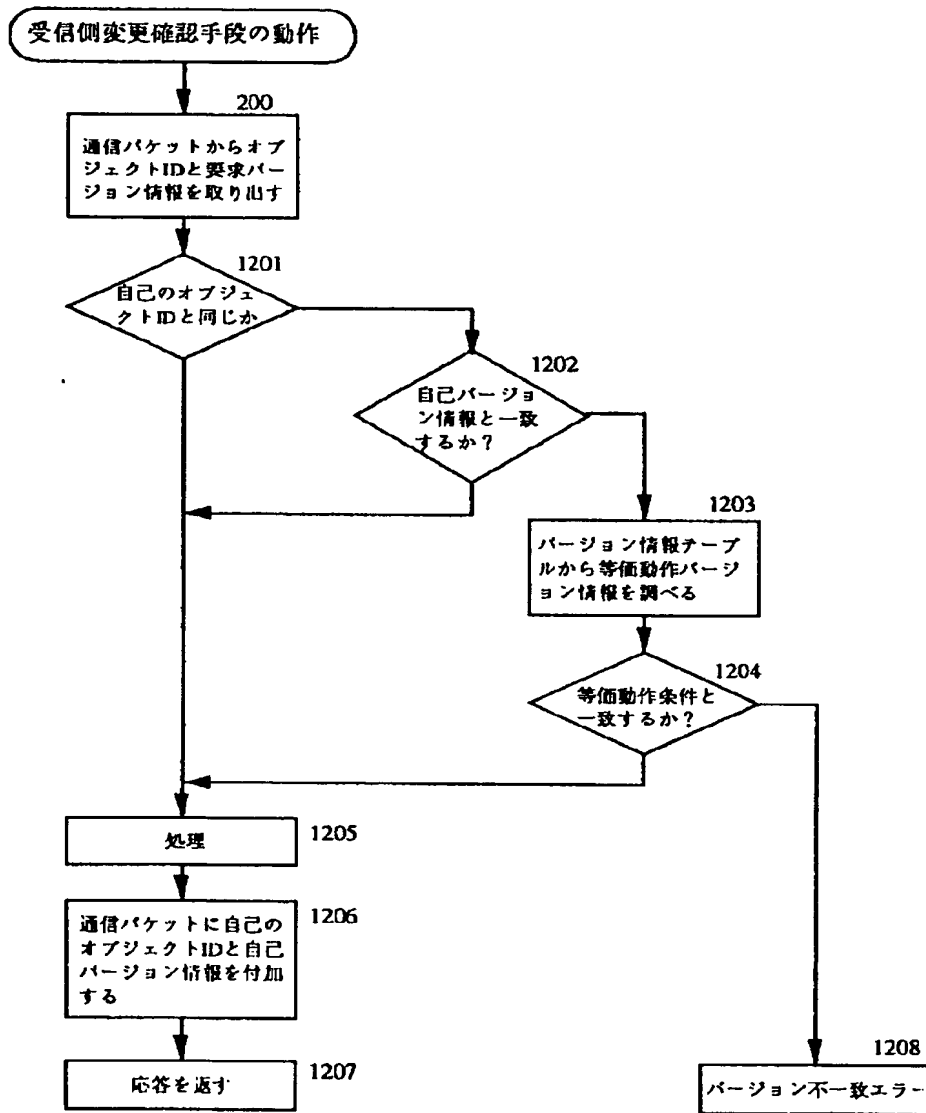 受信側変更確認手段の動作
200
通信パケットからオブ
ジェクトIDと要求バー
ジョン情報を取り出す
1201
自己のオブジェ
クトIDと同じか
1202
自己バージョ
ン情報と一致
するか？
1203
バージョン情報テーブ
ルから等価動作バージ
ョン情報を調べる
1204
等価動作条件と
一致するか？
処理
1205
1206
通信パケットに自己の
オブジェクトIDと自己
バージョン情報を付加
する
応答を返す
1207
1208
バージョン不一致エラー